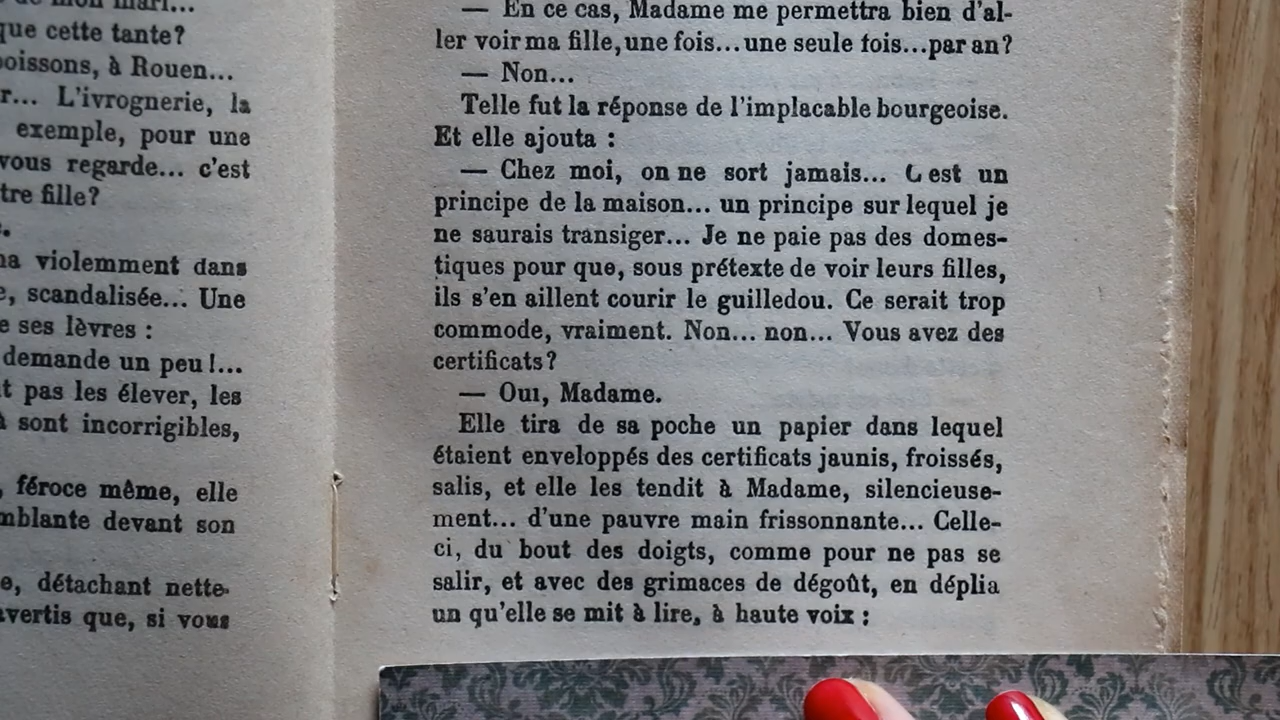 que cette tante?
poissons, à Rouen...
r... L'ivrognerie, la
exemple, pour une
vous regarde... c'est
tre fille?
violemment dans
scandalisée... Une
ses lèvres :
demande un peu!...
pas les élever, les
sont incorrigibles,
féroce même, elle
mblante devant son
détachant nette-
avertis que, si vous
— En ce cas, Madame me permettra bien d'al-
ler voir ma fille, une fois... une seule fois... par an?
— Non...
Telle fut la réponse de l'implacable bourgeoise.
Et elle ajouta :
— Chez moi, on ne sort jamais... C est un
principe de la maison... un principe sur lequel je
ne saurais transiger... Je ne paie pas des domes-
tiques pour que, sous prétexte de voir leurs filles,
ils s'en aillent courir le guilledou. Ce serait trop
commode, vraiment. Non... non... Vous avez des
certificats?
— Oui, Madame.
Elle tira de sa poche un papier dans lequel
étaient enveloppés des certificats jaunis, froissés,
salis, et elle les tendit à Madame, silencieuse-
ment... d'une pauvre main frissonnante... Celle-
ci, du bout des doigts, comme pour ne pas se
salir, et avec des grimaces de dégoût, en déplia
un qu'elle se mit à lire, à haute voix :